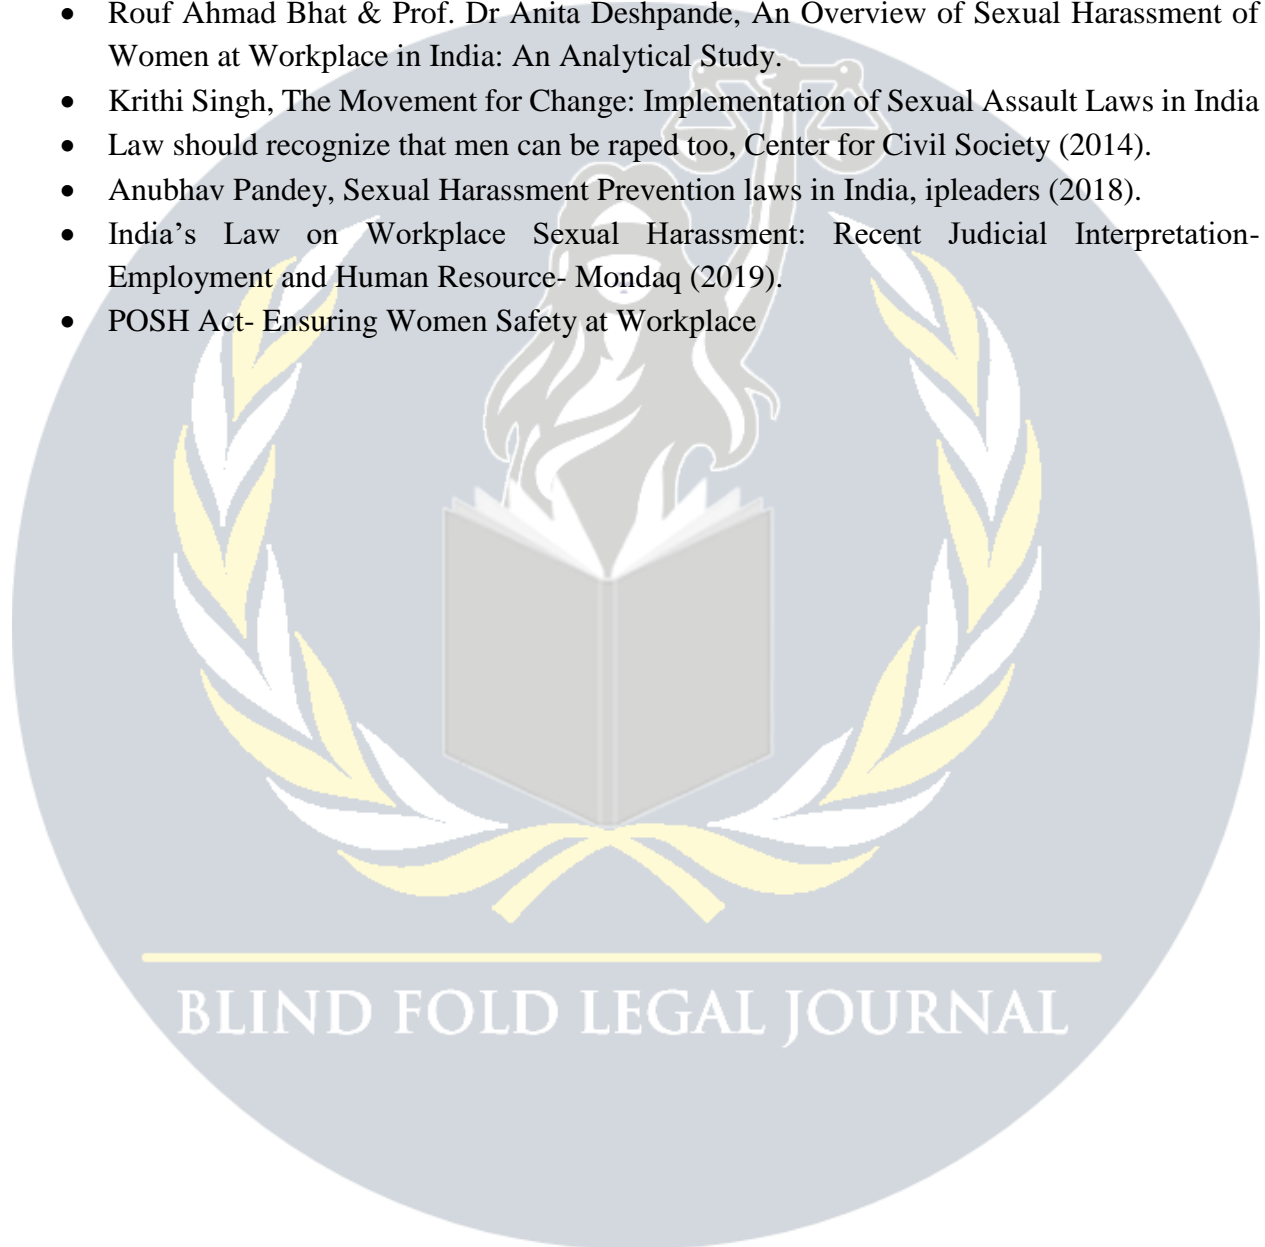 • Rouf Ahmad Bhat & Prof. Dr Anita Deshpande, An Overview of Sexual Harassment of
Women at Workplace in India: An Analytical Study.
• Krithi Singh, The Movement for Change: Implementation of Sexual Assault Laws in India
• Law should recognize that men can be raped too, Center for Civil Society (2014).
• Anubhav Pandey, Sexual Harassment Prevention laws in India, ipleaders (2018).
• India’s Law on Workplace Sexual Harassment: Recent Judicial Interpretation-
Employment and Human Resource- Mondaq (2019).
• POSH Act- Ensuring Women Safety at Workplace
BLIND FOLD LEGAL JOURNAL